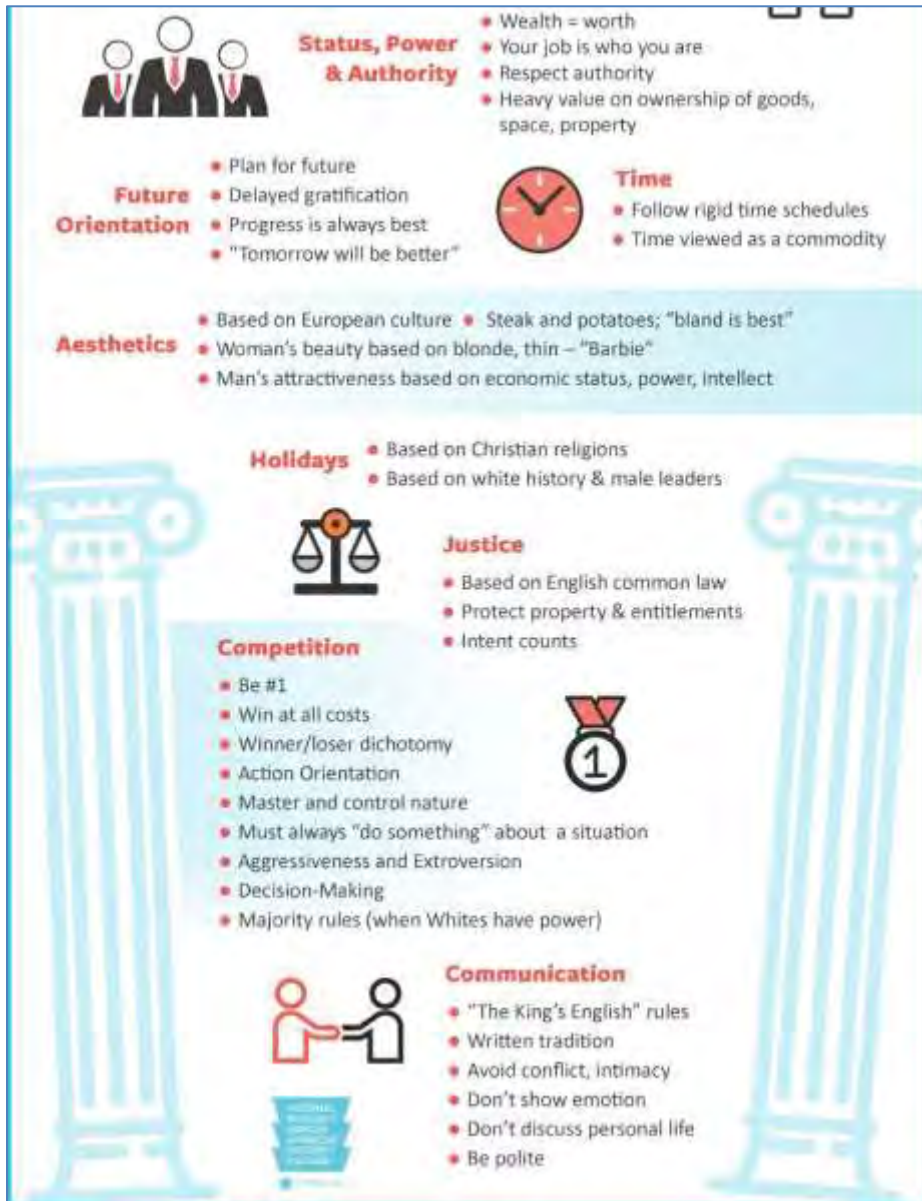 Status, Power
& Authority
• Wealth = worth
• Your job is who you are
• Respect authority
• Heavy value on ownership of goods,
space, property
Future
Orientation
• Plan for future
• Delayed gratification
• Progress is always best
• "Tomorrow will be better"
Time
• Follow rigid time schedules
• Time viewed as a commodity
Aesthetics
• Based on European culture • Steak and potatoes; "bland is best"
• Woman's beauty based on blonde, thin – "Barbie"
• Man's attractiveness based on economic status, power, intellect
Holidays
• Based on Christian religions
• Based on white history & male leaders
Justice
• Based on English common law
• Protect property & entitlements
• Intent counts
Competition
• Be #1
• Win at all costs
• Winner/loser dichotomy
• Action Orientation
• Master and control nature
• Must always "do something" about a situation
• Aggressiveness and Extroversion
• Decision-Making
• Majority rules (when Whites have power)
1
Communication
• "The King's English" rules
• Written tradition
• Avoid conflict, intimacy
• Don't show emotion
• Don't discuss personal life
• Be polite